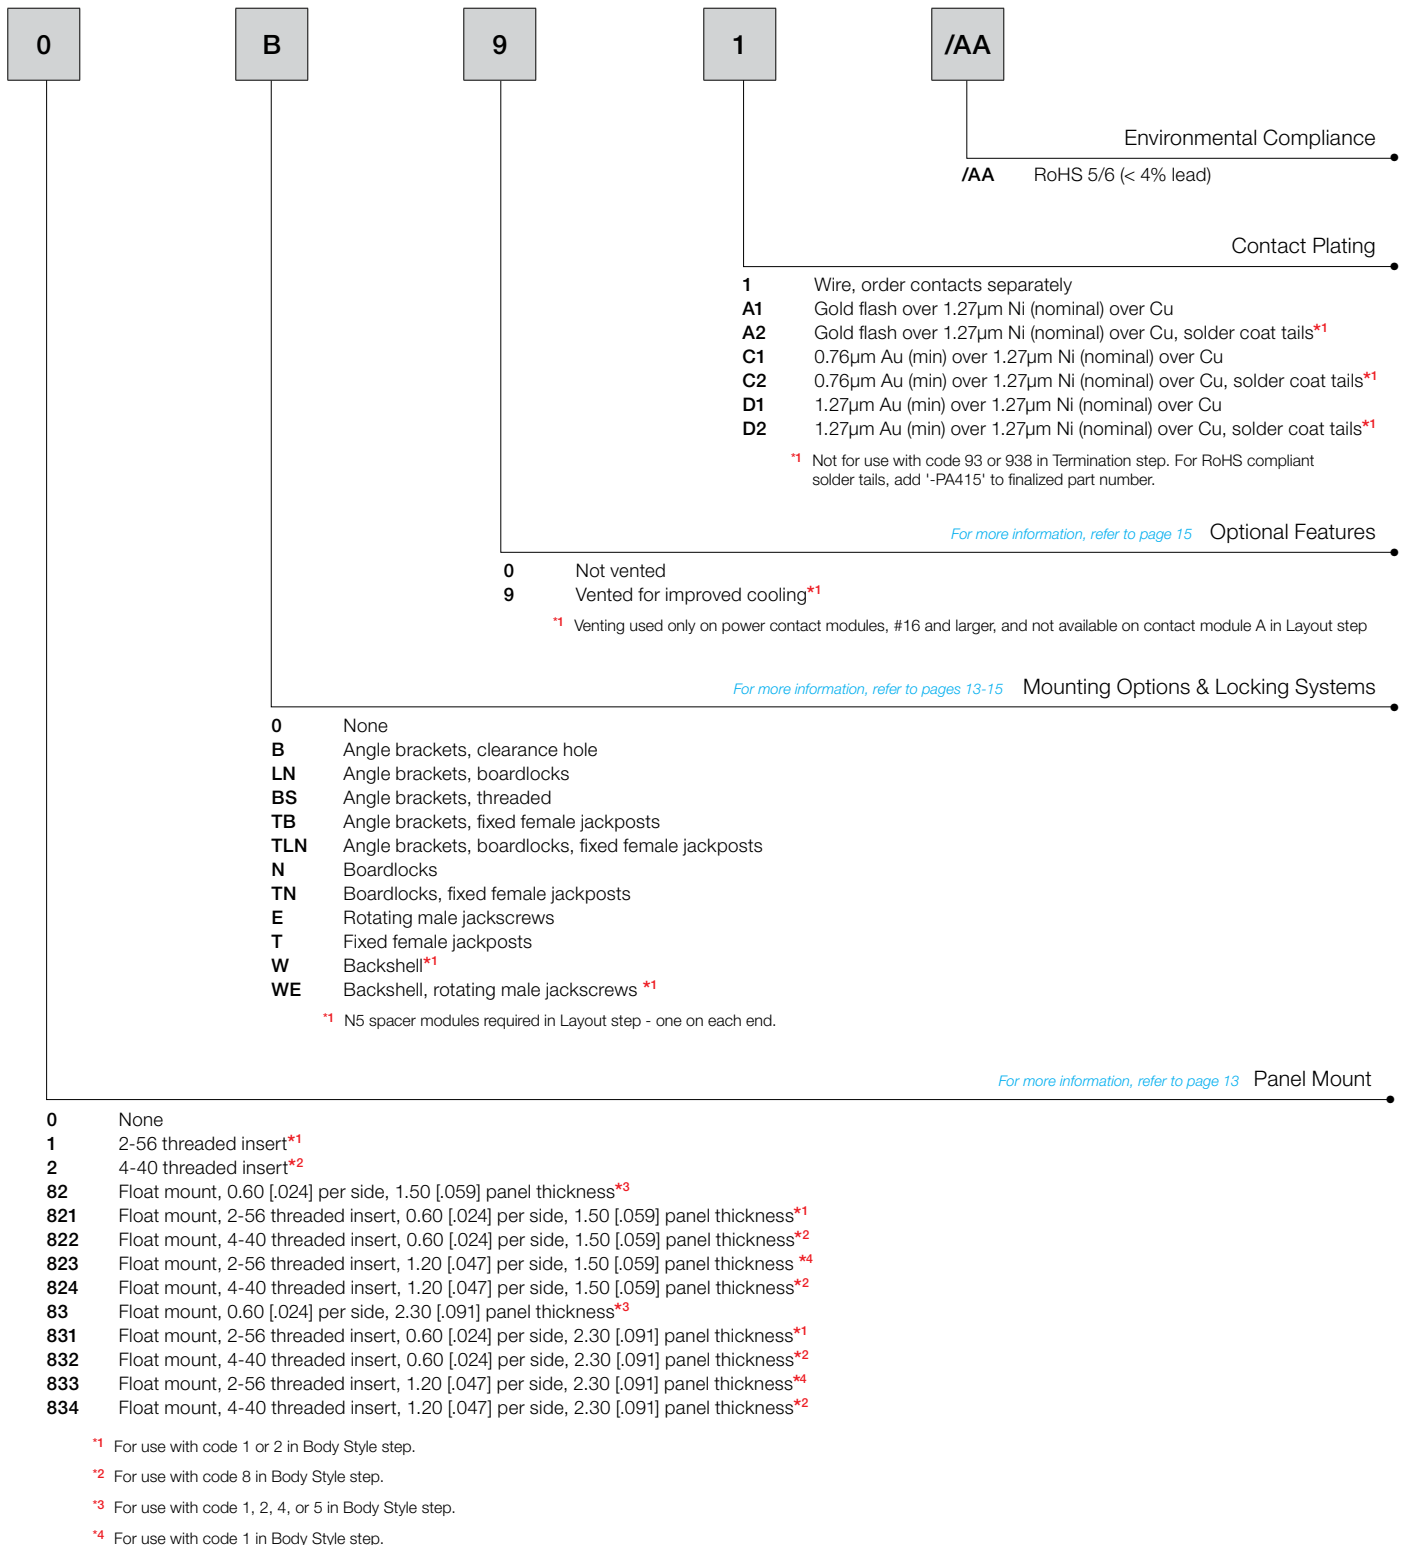 0 B 9 1 /AA
Environmental Compliance
/AA RoHS 5/6 (< 4% lead)
Contact Plating
1 Wire, order contacts separately
A1 Gold flash over 1.27µm Ni (nominal) over Cu
A2 Gold flash over 1.27µm Ni (nominal) over Cu, solder coat tails*1
C1 0.76µm Au (min) over 1.27µm Ni (nominal) over Cu
C2 0.76µm Au (min) over 1.27µm Ni (nominal) over Cu, solder coat tails*1
D1 1.27µm Au (min) over 1.27µm Ni (nominal) over Cu
D2 1.27µm Au (min) over 1.27µm Ni (nominal) over Cu, solder coat tails*1
*1 Not for use with code 93 or 938 in Termination step. For RoHS compliant
solder tails, add '-PA415' to finalized part number.
For more information, refer to page 15 Optional Features
0 Not vented
9 Vented for improved cooling*1
*1 Venting used only on power contact modules, #16 and larger, and not available on contact module A in Layout step
For more information, refer to pages 13-15 Mounting Options & Locking Systems
0 None
B Angle brackets, clearance hole
LN Angle brackets, boardlocks
BS Angle brackets, threaded
TB Angle brackets, fixed female jackposts
TLN Angle brackets, boardlocks, fixed female jackposts
N Boardlocks
TN Boardlocks, fixed female jackposts
E Rotating male jackscrews
T Fixed female jackposts
W Backshell*1
WE Backshell, rotating male jackscrews *1
*1 N5 spacer modules required in Layout step - one on each end.
For more information, refer to page 13 Panel Mount
0 None
1 2-56 threaded insert*1
2 4-40 threaded insert*2
82 Float mount, 0.60 [.024] per side, 1.50 [.059] panel thickness*3
821 Float mount, 2-56 threaded insert, 0.60 [.024] per side, 1.50 [.059] panel thickness*1
822 Float mount, 4-40 threaded insert, 0.60 [.024] per side, 1.50 [.059] panel thickness*2
823 Float mount, 2-56 threaded insert, 1.20 [.047] per side, 1.50 [.059] panel thickness *4
824 Float mount, 4-40 threaded insert, 1.20 [.047] per side, 1.50 [.059] panel thickness*2
83 Float mount, 0.60 [.024] per side, 2.30 [.091] panel thickness*3
831 Float mount, 2-56 threaded insert, 0.60 [.024] per side, 2.30 [.091] panel thickness*1
832 Float mount, 4-40 threaded insert, 0.60 [.024] per side, 2.30 [.091] panel thickness*2
833 Float mount, 2-56 threaded insert, 1.20 [.047] per side, 2.30 [.091] panel thickness*4
834 Float mount, 4-40 threaded insert, 1.20 [.047] per side, 2.30 [.091] panel thickness*2
*1 For use with code 1 or 2 in Body Style step.
*2 For use with code 8 in Body Style step.
*3 For use with code 1, 2, 4, or 5 in Body Style step.
*4 For use with code 1 in Body Style step.